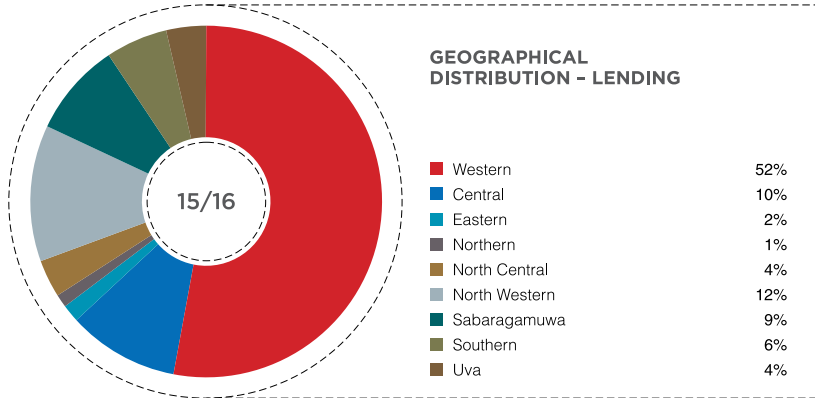 15/16
GEOGRAPHICAL
DISTRIBUTION – LENDING
Western 52%
Central 10%
Eastern 2%
Northern 1%
North Central 4%
North Western 12%
Sabaragamuwa 9%
Southern 6%
Uva 4%